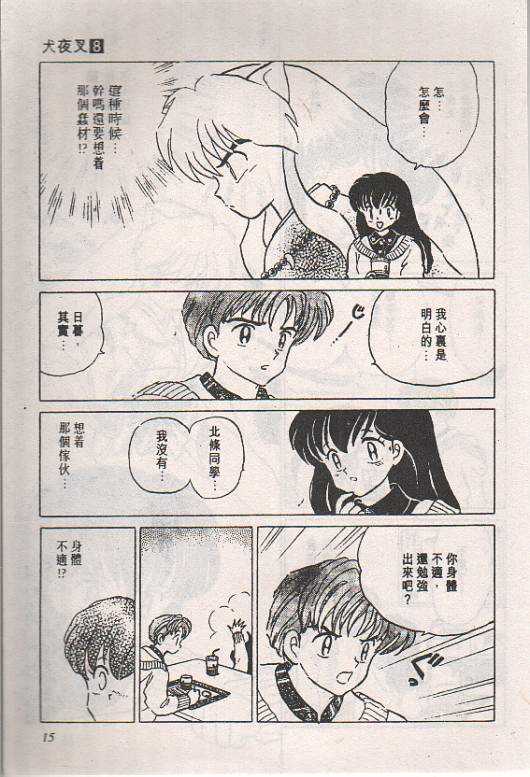 犬夜叉8
怎…
怎麼會…
這種時候…
幹嗎還要想着
那個蠢材!?
我心裏是
明白的…
じーっ
日暮，
其實…
北條同學…
我沒有…
想着
那個傢伙…
你身體
不適，
還勉強
出來吧？
身體
不適!?
15